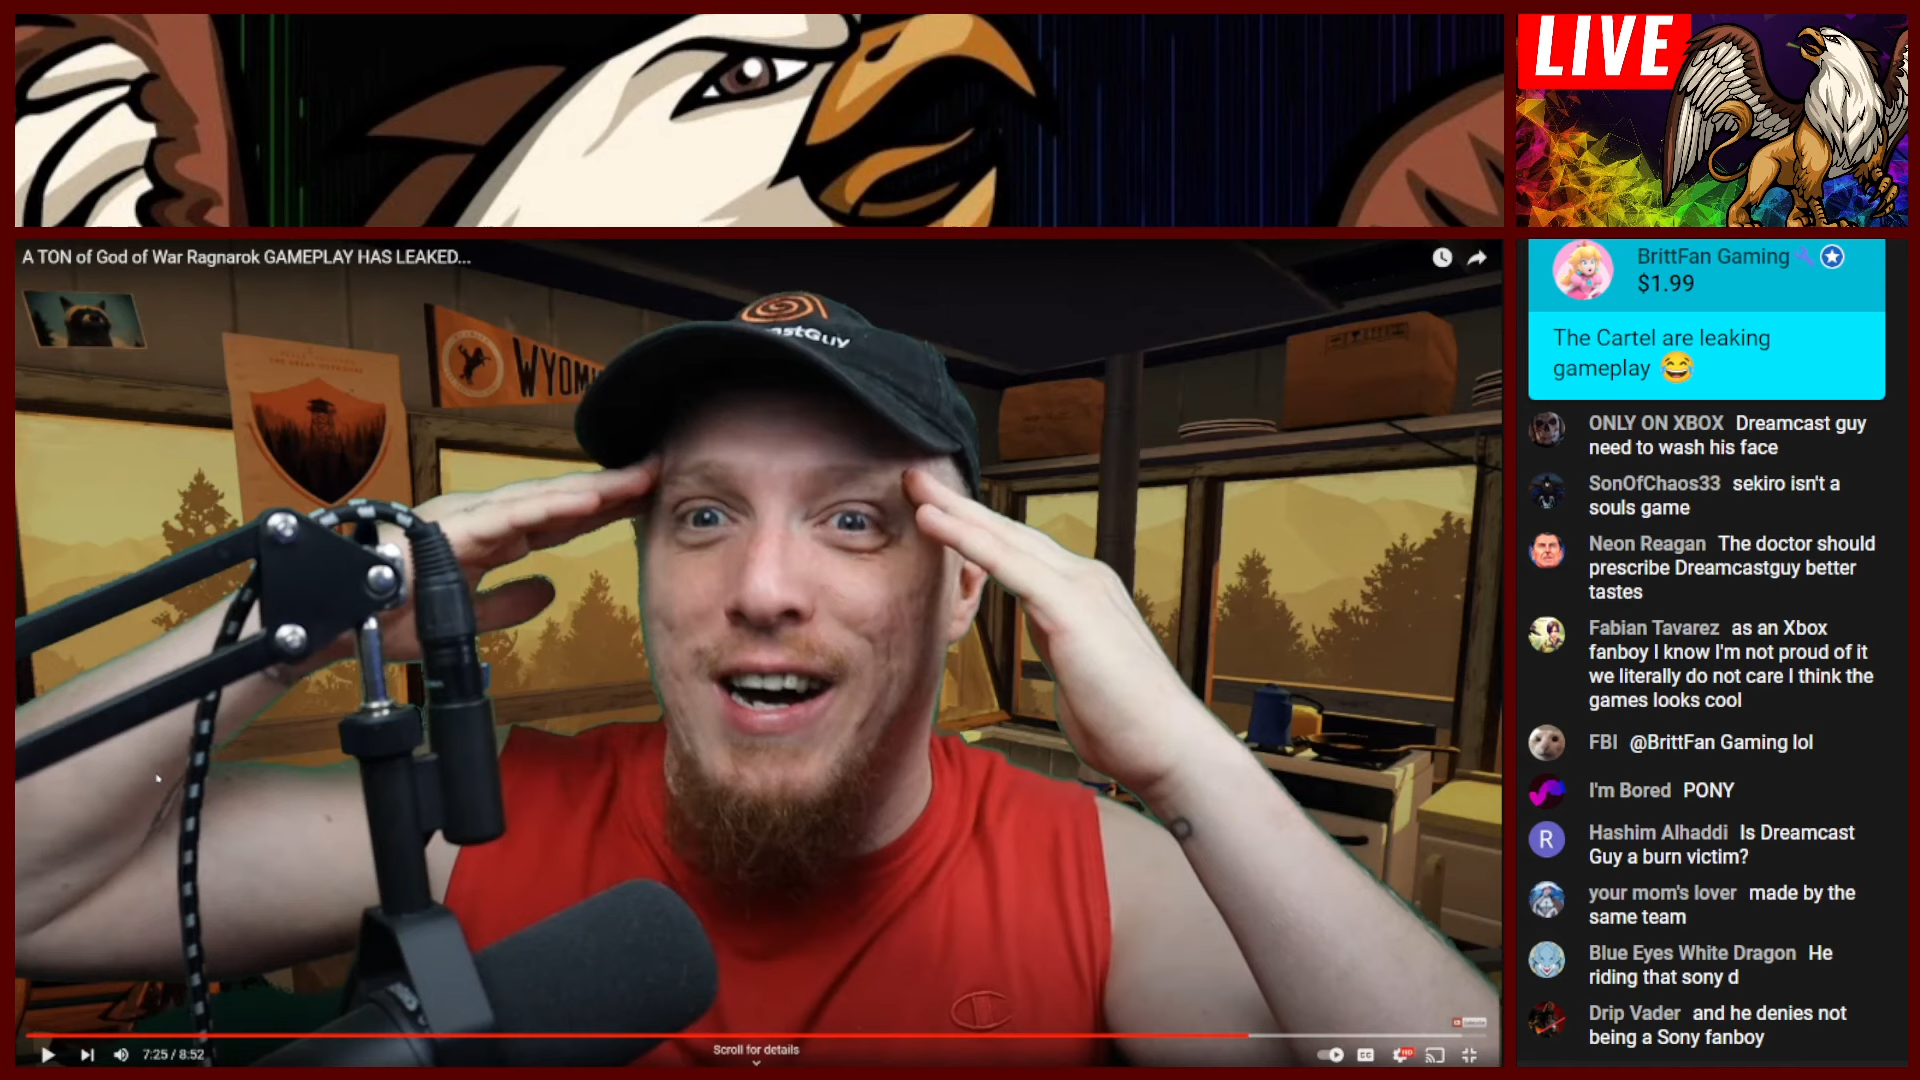 LIVE
A TON of God of War Ragnarok GAMEPLAY HAS LEAKED...
WYOMI
7:25 / 8:52
Scroll for details
BrittFan Gaming
$1.99
The Cartel are leaking
gameplay 😂
ONLY ON XBOX Dreamcast guy
need to wash his face
SonOfChaos33 sekiro isn't a
souls game
Neon Reagan The doctor should
prescribe Dreamcastguy better
tastes
Fabian Tavarez as an Xbox
fanboy I know I'm not proud of it
we literally do not care I think the
games looks cool
FBI @BrittFan Gaming lol
I'm Bored PONY
R
Hashim Alhaddi Is Dreamcast
Guy a burn victim?
your mom's lover made by the
same team
Blue Eyes White Dragon He
riding that sony d
Drip Vader and he denies not
being a Sony fanboy